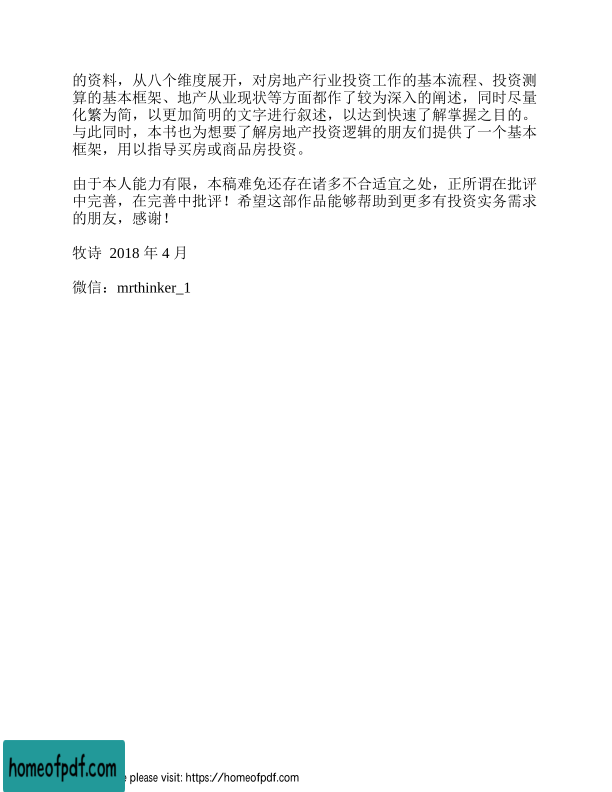 的资料，从八个维度展开，对房地产行业投资工作的基本流程、投资测
算的基本框架、地产从业现状等方面都作了较为深入的阐述，同时尽量
化繁为简，以更加简明的文字进行叙述，以达到快速了解掌握之目的。
与此同时，本书也为想要了解房地产投资逻辑的朋友们提供了一个基本
框架，用以指导买房或商品房投资。
由于本人能力有限，本稿难免还存在诸多不合适宜之处，正所谓在批评
中完善，在完善中批评！希望这部作品能够帮助到更多有投资实务需求
的朋友，感谢！
牧诗 2018 年 4 月
微信：mrthinker_1
homeofpdf.com
e please visit: https://homeofpdf.com